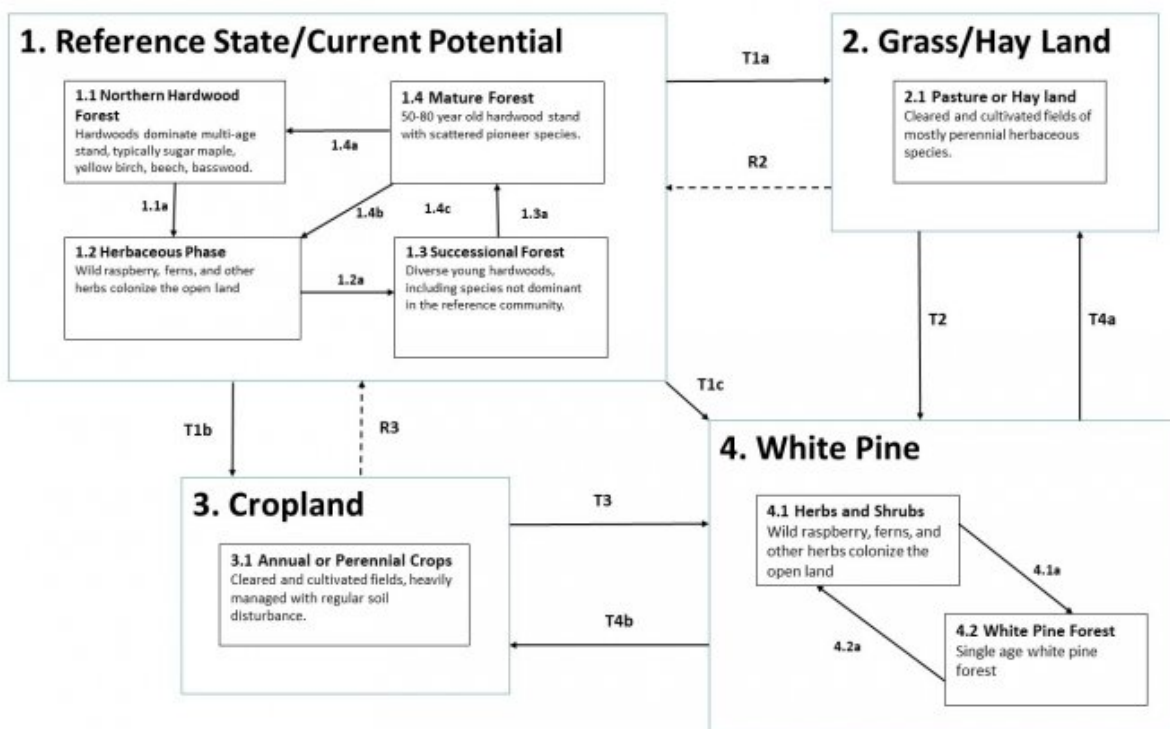 1. Reference State/Current Potential
1.1 Northern Hardwood
Forest
Hardwoods dominate multi-age
stand, typically sugar maple,
yellow birch, beech, basswood.
1.4 Mature Forest
50-80 year old hardwood stand
with scattered pioneer species.
1.4a
1.1a
1.4b
1.4c
1.3a
1.2 Herbaceous Phase
Wild raspberry, ferns, and other
herbs colonize the open land
1.2a
1.3 Successional Forest
Diverse young hardwoods,
including species not dominant
in the reference community.
T1a
R2
2. Grass/Hay Land
2.1 Pasture or Hay land
Cleared and cultivated fields of
mostly perennial herbaceous
species.
T2
T4a
T1c
T1b
R3
3. Cropland
3.1 Annual or Perennial Crops
Cleared and cultivated fields, heavily
managed with regular soil
disturbance.
T3
T4b
4. White Pine
4.1 Herbs and Shrubs
Wild raspberry, ferns, and
other herbs colonize the
open land
4.1a
4.2a
4.2 White Pine Forest
Single age white pine
forest